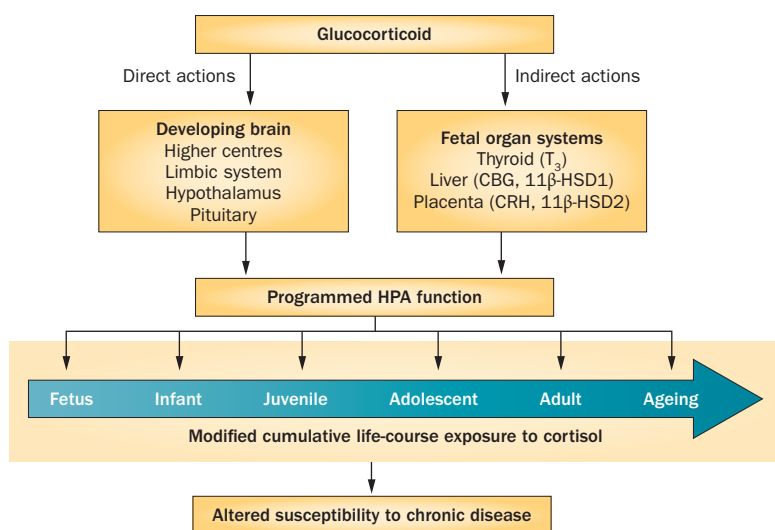 Glucocorticoid
Direct actions
Indirect actions
Developing brain
Higher centres
Limbic system
Hypothalamus
Pituitary
Fetal organ systems
Thyroid (T₃)
Liver (CBG, 11β-HSD1)
Placenta (CRH, 11β-HSD2)
Programmed HPA function
Fetus Infant Juvenile Adolescent Adult Ageing
Modified cumulative life-course exposure to cortisol
Altered susceptibility to chronic disease